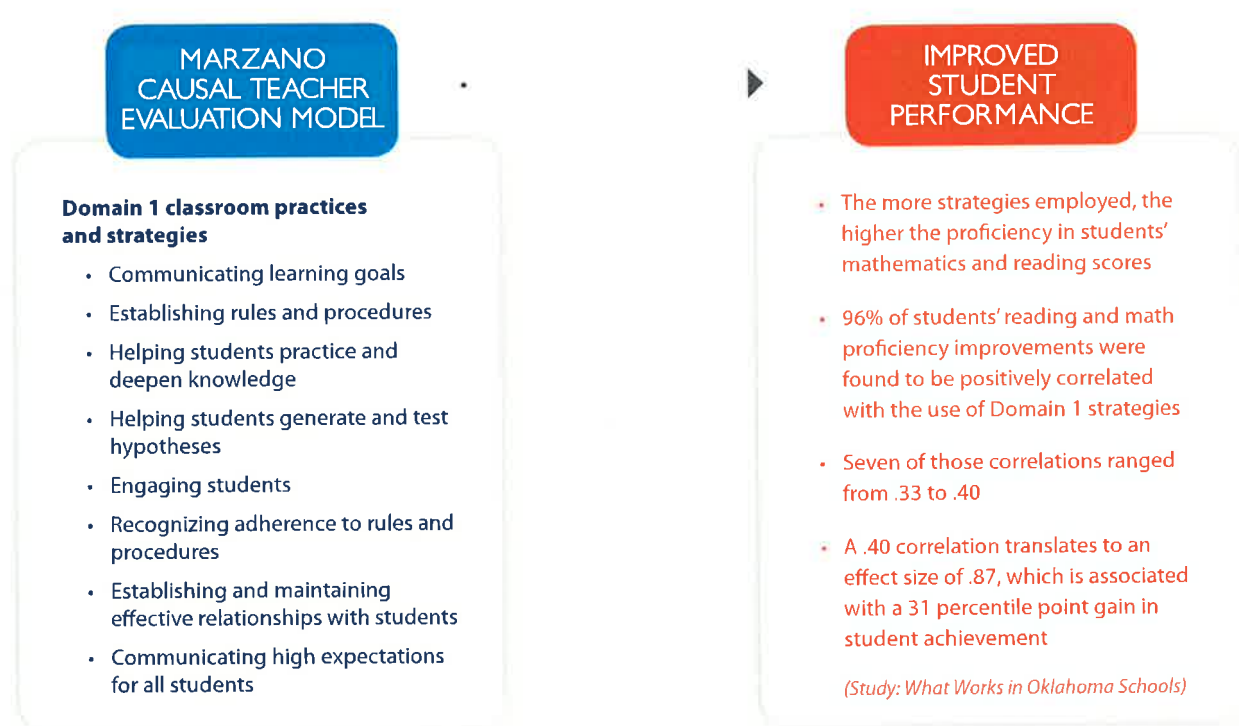 MARZANO
CAUSAL TEACHER
EVALUATION MODEL
Domain 1 classroom practices
and strategies
• Communicating learning goals
• Establishing rules and procedures
• Helping students practice and
deepen knowledge
• Helping students generate and test
hypotheses
• Engaging students
• Recognizing adherence to rules and
procedures
• Establishing and maintaining
effective relationships with students
• Communicating high expectations
for all students
IMPROVED
STUDENT
PERFORMANCE
• The more strategies employed, the
higher the proficiency in students’
mathematics and reading scores
• 96% of students’ reading and math
proficiency improvements were
found to be positively correlated
with the use of Domain 1 strategies
• Seven of those correlations ranged
from .33 to .40
• A .40 correlation translates to an
effect size of .87, which is associated
with a 31 percentile point gain in
student achievement
(Study: What Works in Oklahoma Schools)